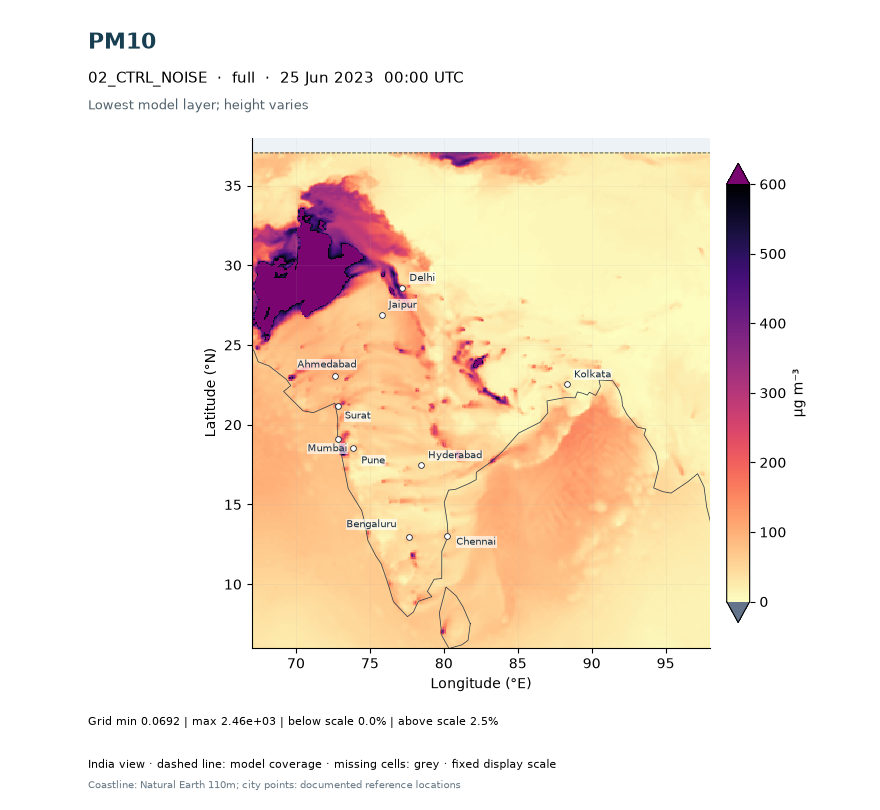 PM10
02_CTRL_NOISE · full · 25 Jun 2023 00:00 UTC
Lowest model layer; height varies
35
30
25
20
15
10
Latitude (°N)
70
75
80
85
90
95
Longitude (°E)
Delhi
Jaipur
Ahmedabad
Kolkata
Surat
Mumbai
Pune
Hyderabad
Bengaluru
Chennai
600
500
400
300
200
100
0
µg m⁻³
Grid min 0.0692 | max 2.46e+03 | below scale 0.0% | above scale 2.5%
India view · dashed line: model coverage · missing cells: grey · fixed display scale
Coastline: Natural Earth 110m; city points: documented reference locations